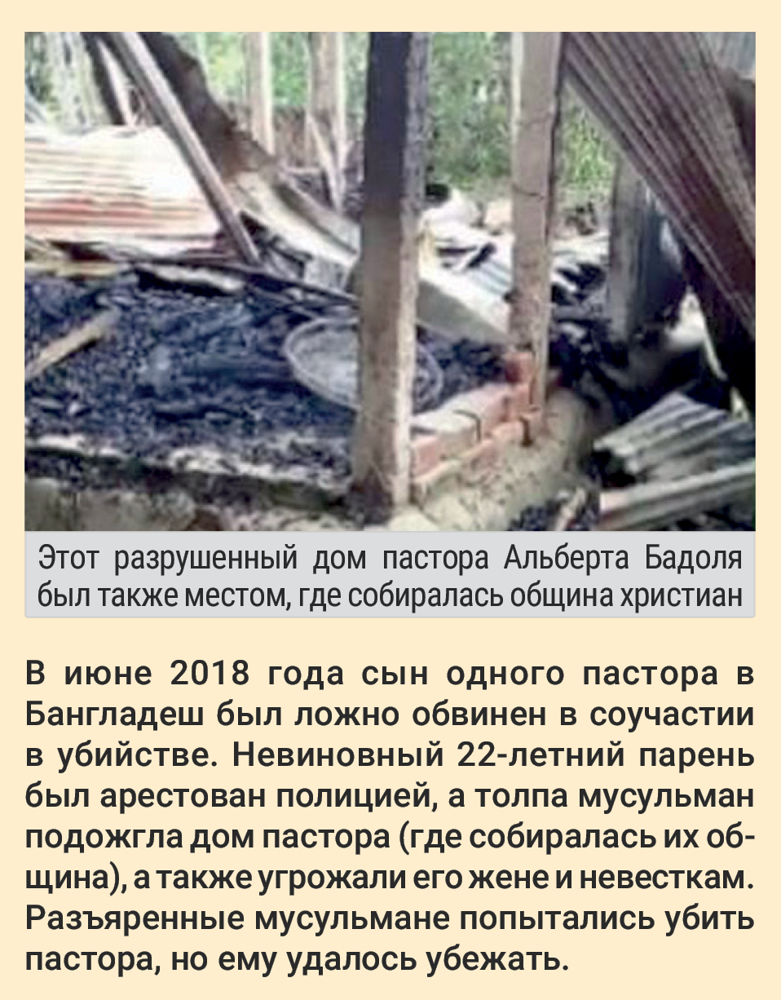 Этот разрушенный дом пастора Альберта Бадоля
был также местом, где собиралась община христиан
В июне 2018 года сын одного пастора в
Бангладеш был ложно обвинен в соучастии
в убийстве. Невиновный 22-летний парень
был арестован полицией, а толпа мусульман
подожгла дом пастора (где собиралась их об-
щина), а также угрожали его жене и невесткам.
Разъяренные мусульмане попытались убить
пастора, но ему удалось убежать.